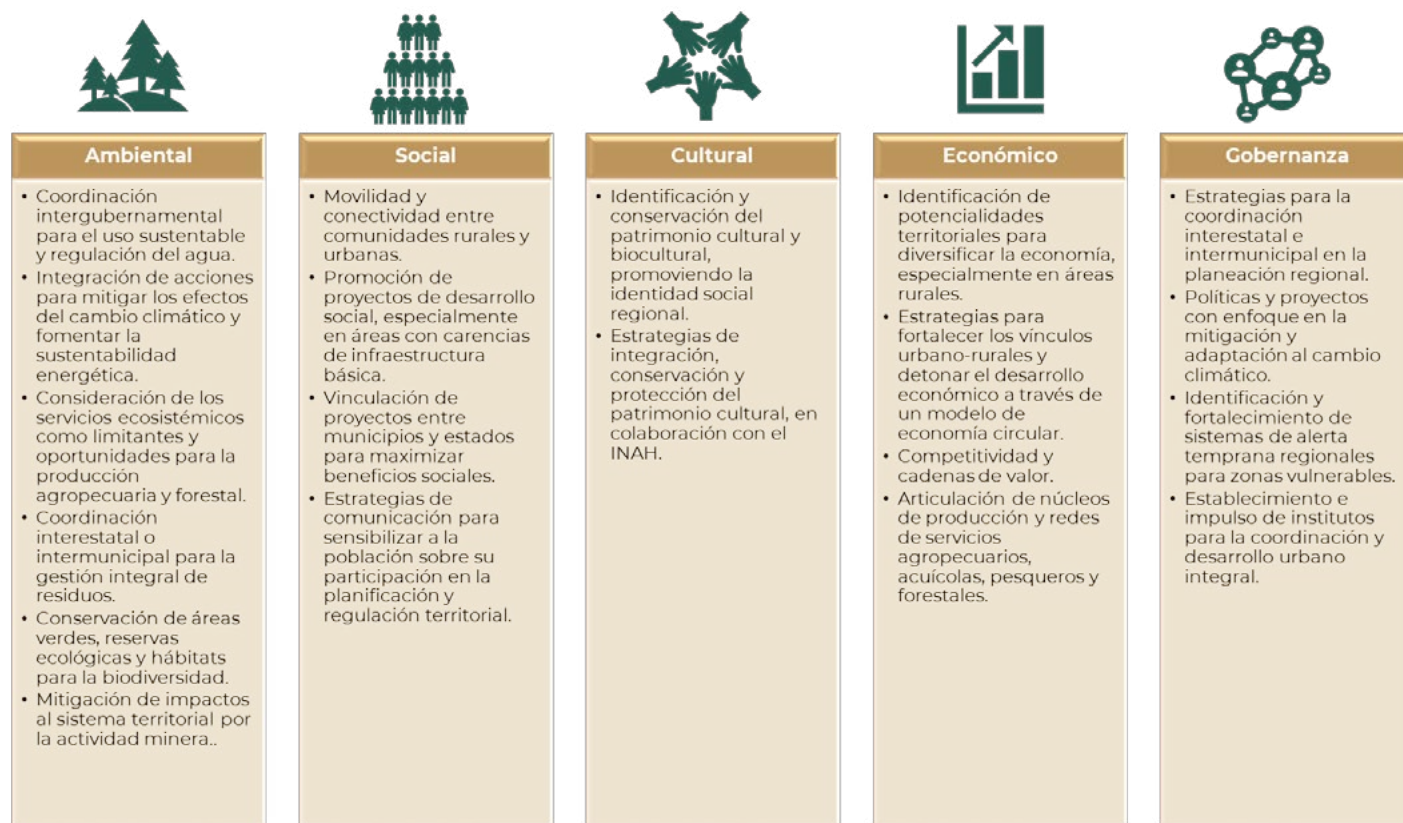 Ambiental
• Coordinación
intergubernamental
para el uso sustentable
y regulación del agua.
• Integración de acciones
para mitigar los efectos
del cambio climático y
fomentar la
sustentabilidad
energética.
• Consideración de los
servicios ecosistémicos
como limitantes y
oportunidades para la
producción
agropecuaria y forestal.
• Coordinación
interestatal o
intermunicipal para la
gestión integral de
residuos.
• Conservación de áreas
verdes, reservas
ecológicas y hábitats
para la biodiversidad.
• Mitigación de impactos
al sistema territorial por
la actividad minera..
Social
• Movilidad y
conectividad entre
comunidades rurales y
urbanas.
• Promoción de
proyectos de desarrollo
social, especialmente
en áreas con carencias
de infraestructura
básica.
• Vinculación de
proyectos entre
municipios y estados
para maximizar
beneficios sociales.
• Estrategias de
comunicación para
sensibilizar a la
población sobre su
participación en la
planificación y
regulación territorial.
Cultural
• Identificación y
conservación del
patrimonio cultural y
biocultural,
promoviendo la
identidad social
regional.
• Estrategias de
integración,
conservación y
protección del
patrimonio cultural, en
colaboración con el
INAH.
Económico
• Identificación de
potencialidades
territoriales para
diversificar la economía,
especialmente en áreas
rurales.
• Estrategias para
fortalecer los vínculos
urbano-rurales y
detonar el desarrollo
económico a través de
un modelo de
economía circular.
• Competitividad y
cadenas de valor.
• Articulación de núcleos
de producción y redes
de servicios
agropecuarios,
acuícolas, pesqueros y
forestales.
Gobernanza
• Estrategias para la
coordinación
interestatal e
intermunicipal en la
planeación regional.
• Políticas y proyectos
con enfoque en la
mitigación y
adaptación al cambio
climático.
• Identificación y
fortalecimiento de
sistemas de alerta
temprana regionales
para zonas vulnerables.
• Establecimiento e
impulso de institutos
para la coordinación y
desarrollo urbano
integral.